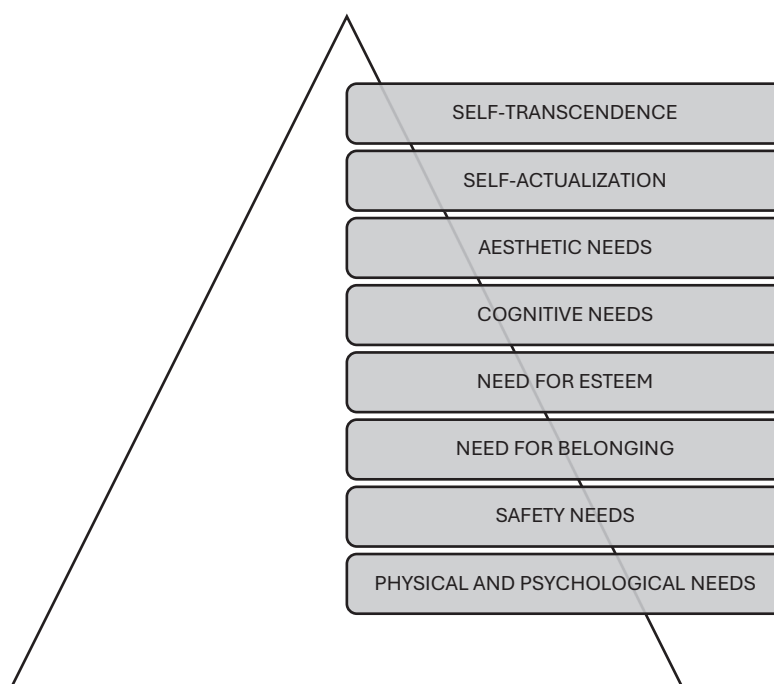 SELF-TRANSCENDENCE
SELF-ACTUALIZATION
AESTHETIC NEEDS
COGNITIVE NEEDS
NEED FOR ESTEEM
NEED FOR BELONGING
SAFETY NEEDS
PHYSICAL AND PSYCHOLOGICAL NEEDS